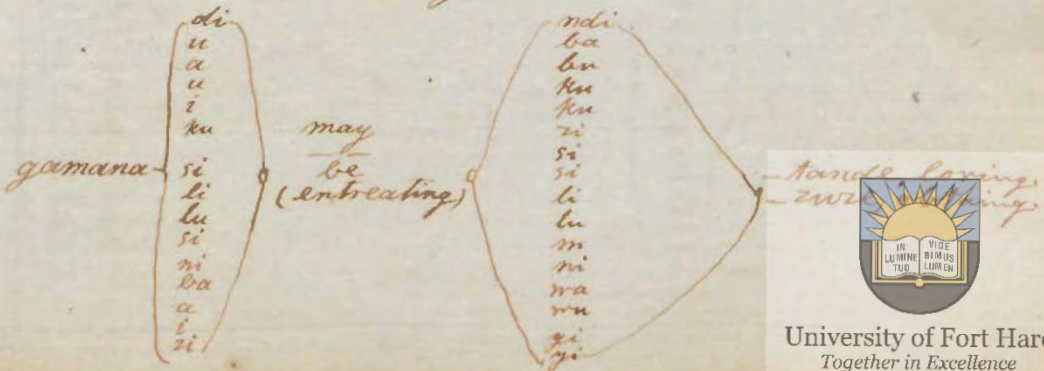 di
u
a
u
i
ku
gamana - si
li
lu
si
ni
ba
a
i
zi
may
be
(entreating)
ndi
ba
bu
ku
ku
zi
si
si
li
lu
m
ni
wa
wu
yi
yi
- tande loving.
- zwe
IN LUMINE TUO
VIDE BIMUS LUMEN
University of Fort Hare
Together in Excellence